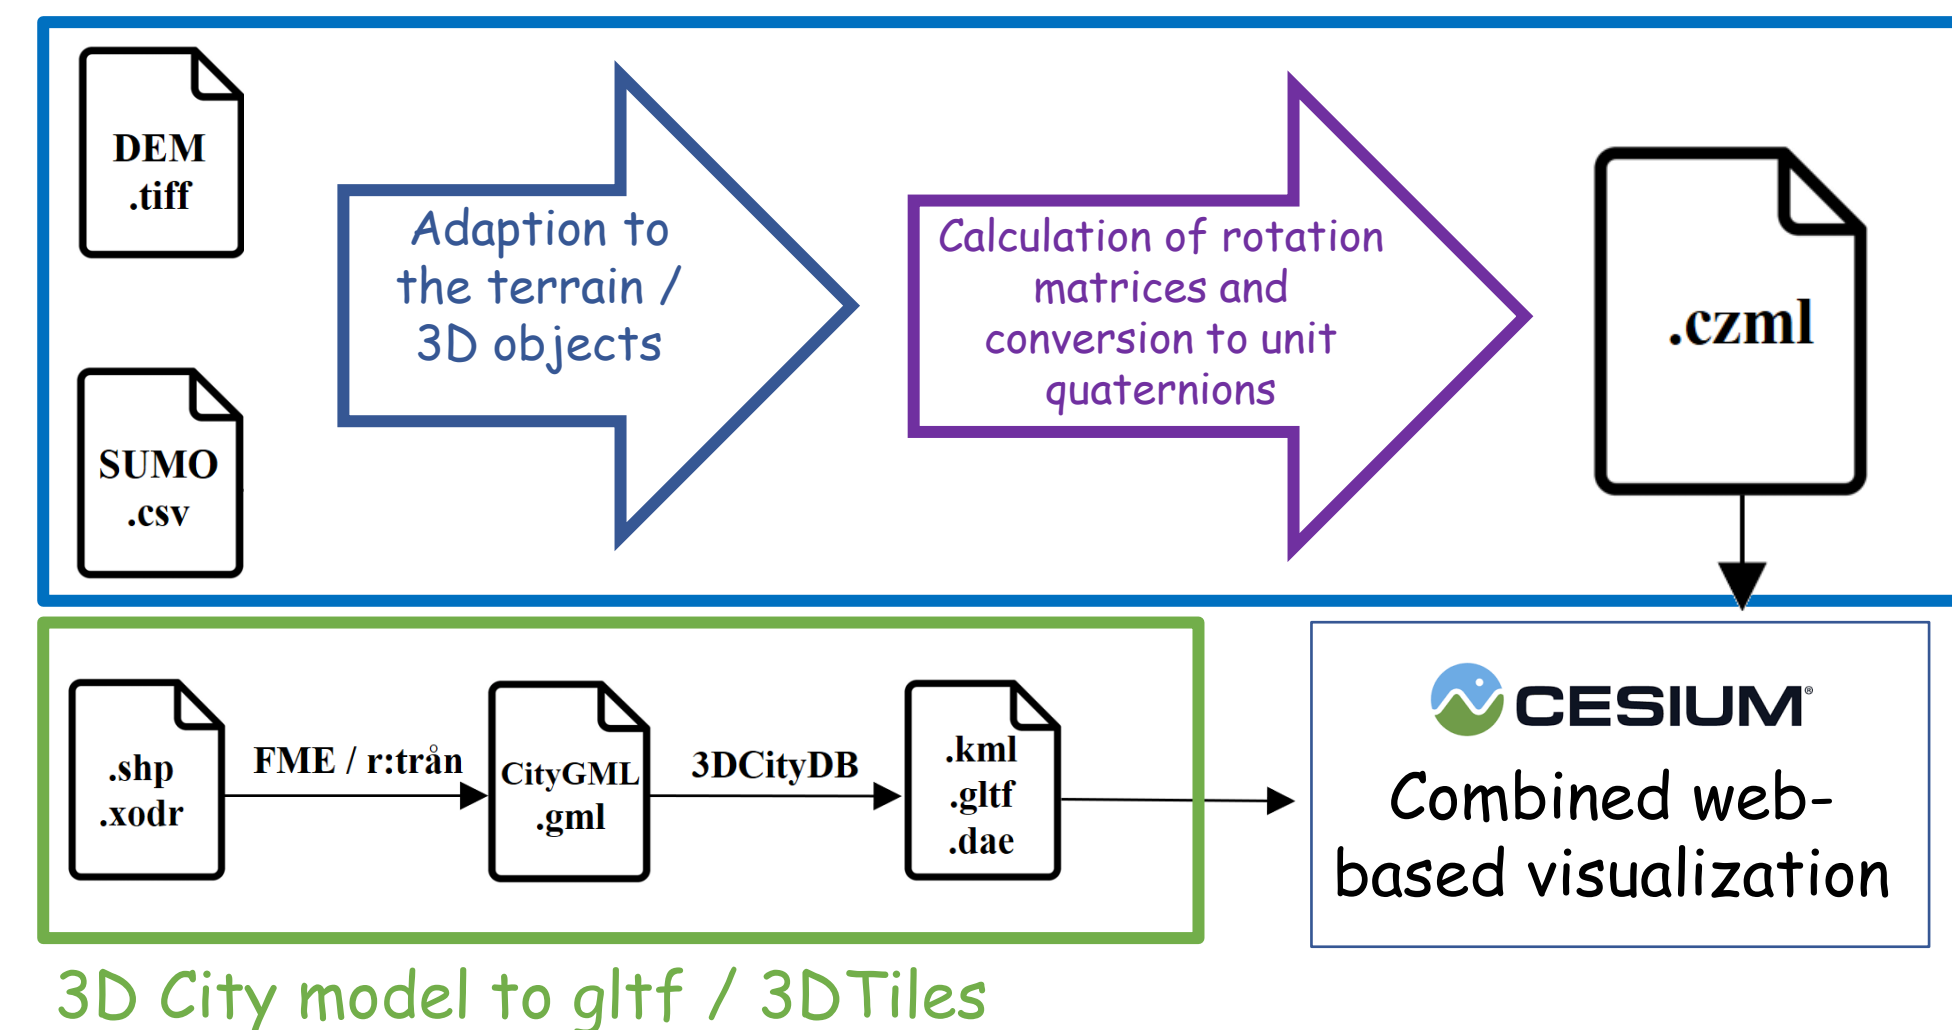 DEM
.tiff
SUMO
.csv
Adaption to
the terrain /
3D objects
Calculation of rotation
matrices and
conversion to unit
quaternions
.czml
.shp
.xodr
FME / r:trån
CityGML
.gml
3DCityDB
.kml
.gltf
.dae
CESIUM®
Combined web-
based visualization
3D City model to gltf / 3DTiles